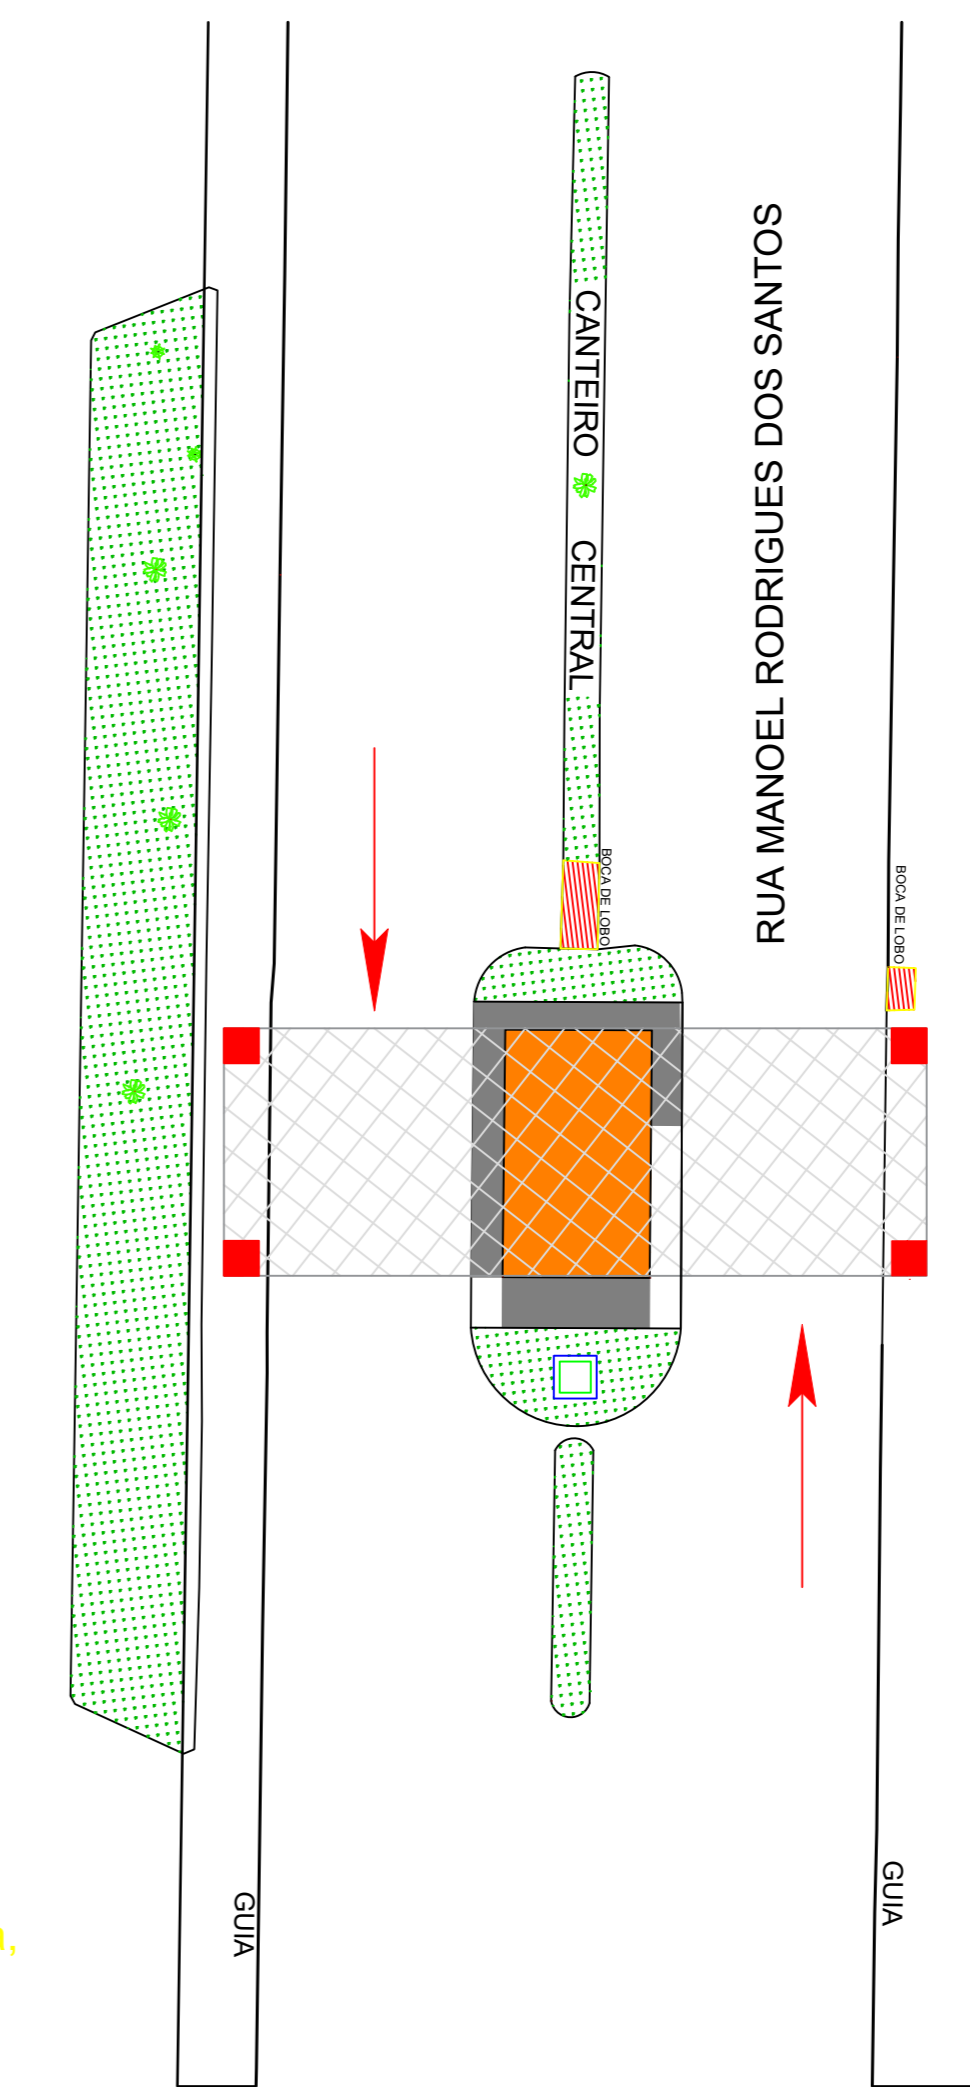 CANTEIRO
CENTRAL
RUA MANOEL RODRIGUES DOS SANTOS
BOCA DE LOBO
BOCA DE LOBO
GUIA
GUIA